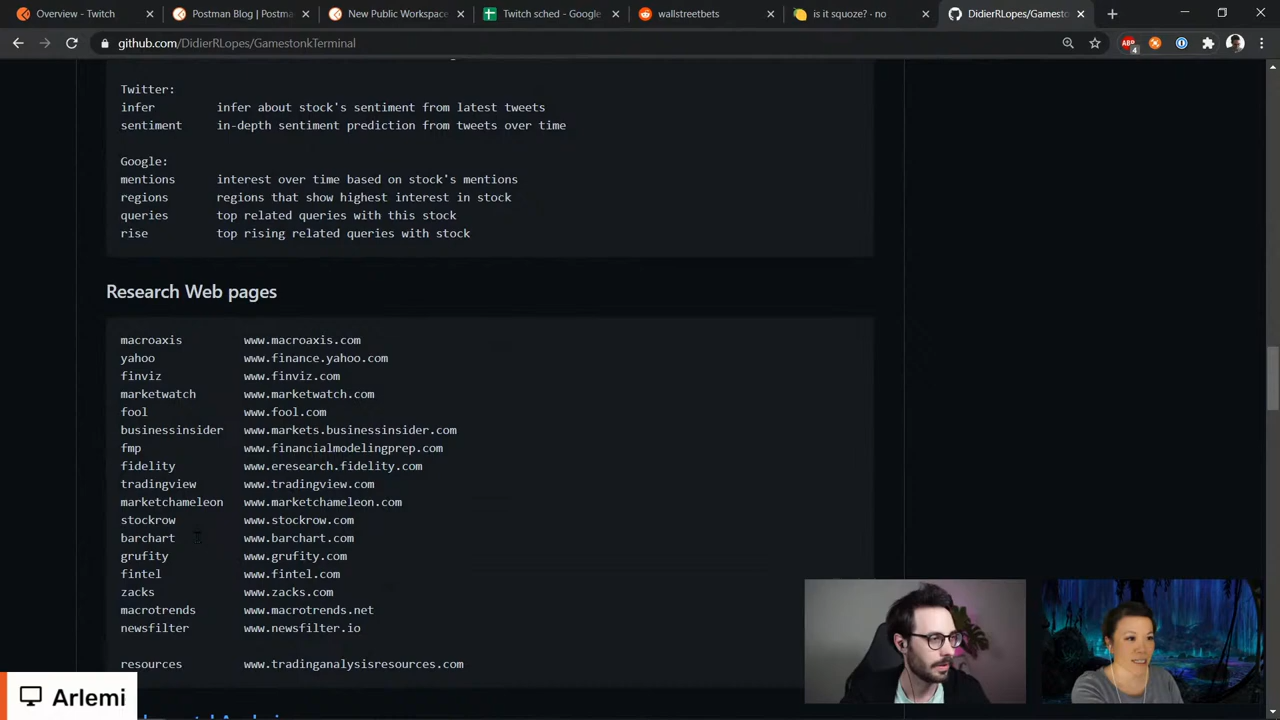 Overview - Twitch
Postman Blog | Postma
New Public Workspace
Twitch sched - Google
wallstreetbets
is it squoze? - no
DidierRLopes/Gamesto
github.com/DidierRLopes/GamestonkTerminal
4
Twitter:
infer infer about stock's sentiment from latest tweets
sentiment in-depth sentiment prediction from tweets over time
Google:
mentions interest over time based on stock's mentions
regions regions that show highest interest in stock
queries top related queries with this stock
rise top rising related queries with stock
Research Web pages
macroaxis www.macroaxis.com
yahoo www.finance.yahoo.com
finviz www.finviz.com
marketwatch www.marketwatch.com
fool www.fool.com
businessinsider www.markets.businessinsider.com
fmp www.financialmodelingprep.com
fidelity www.eresearch.fidelity.com
tradingview www.tradingview.com
marketchameleon www.marketchameleon.com
stockrow www.stockrow.com
barchart www.barchart.com
grufity www.grufity.com
fintel www.fintel.com
zacks www.zacks.com
macrotrends www.macrotrends.net
newsfilter www.newsfilter.io
resources www.tradinganalysisresources.com
Arlemi